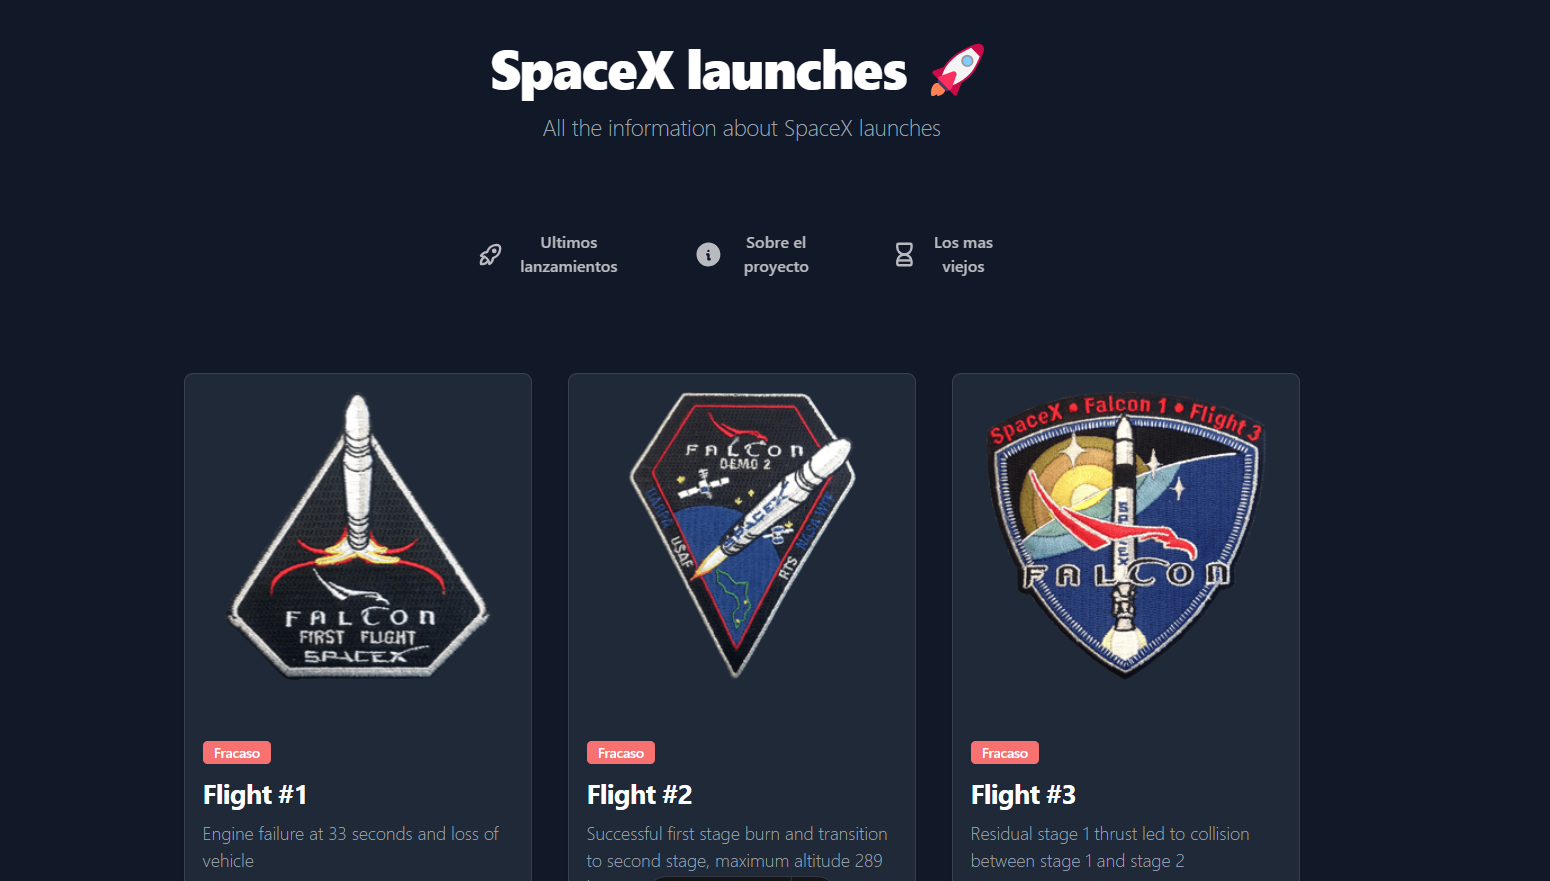 SpaceX launches
All the information about SpaceX launches
Ultimos
lanzamientos
Sobre el
proyecto
Los mas
viejos
FALCON
FIRST FLIGHT
SPACEX
FALCON
DEMO 2
SPACEX
DARPA
USAF
RTS
NASA WFF
SpaceX • Falcon 1 • Flight 3
SPACEX
FALCON
Fracaso
Flight #1
Engine failure at 33 seconds and loss of
vehicle
Fracaso
Flight #2
Successful first stage burn and transition
to second stage, maximum altitude 289
Fracaso
Flight #3
Residual stage 1 thrust led to collision
between stage 1 and stage 2